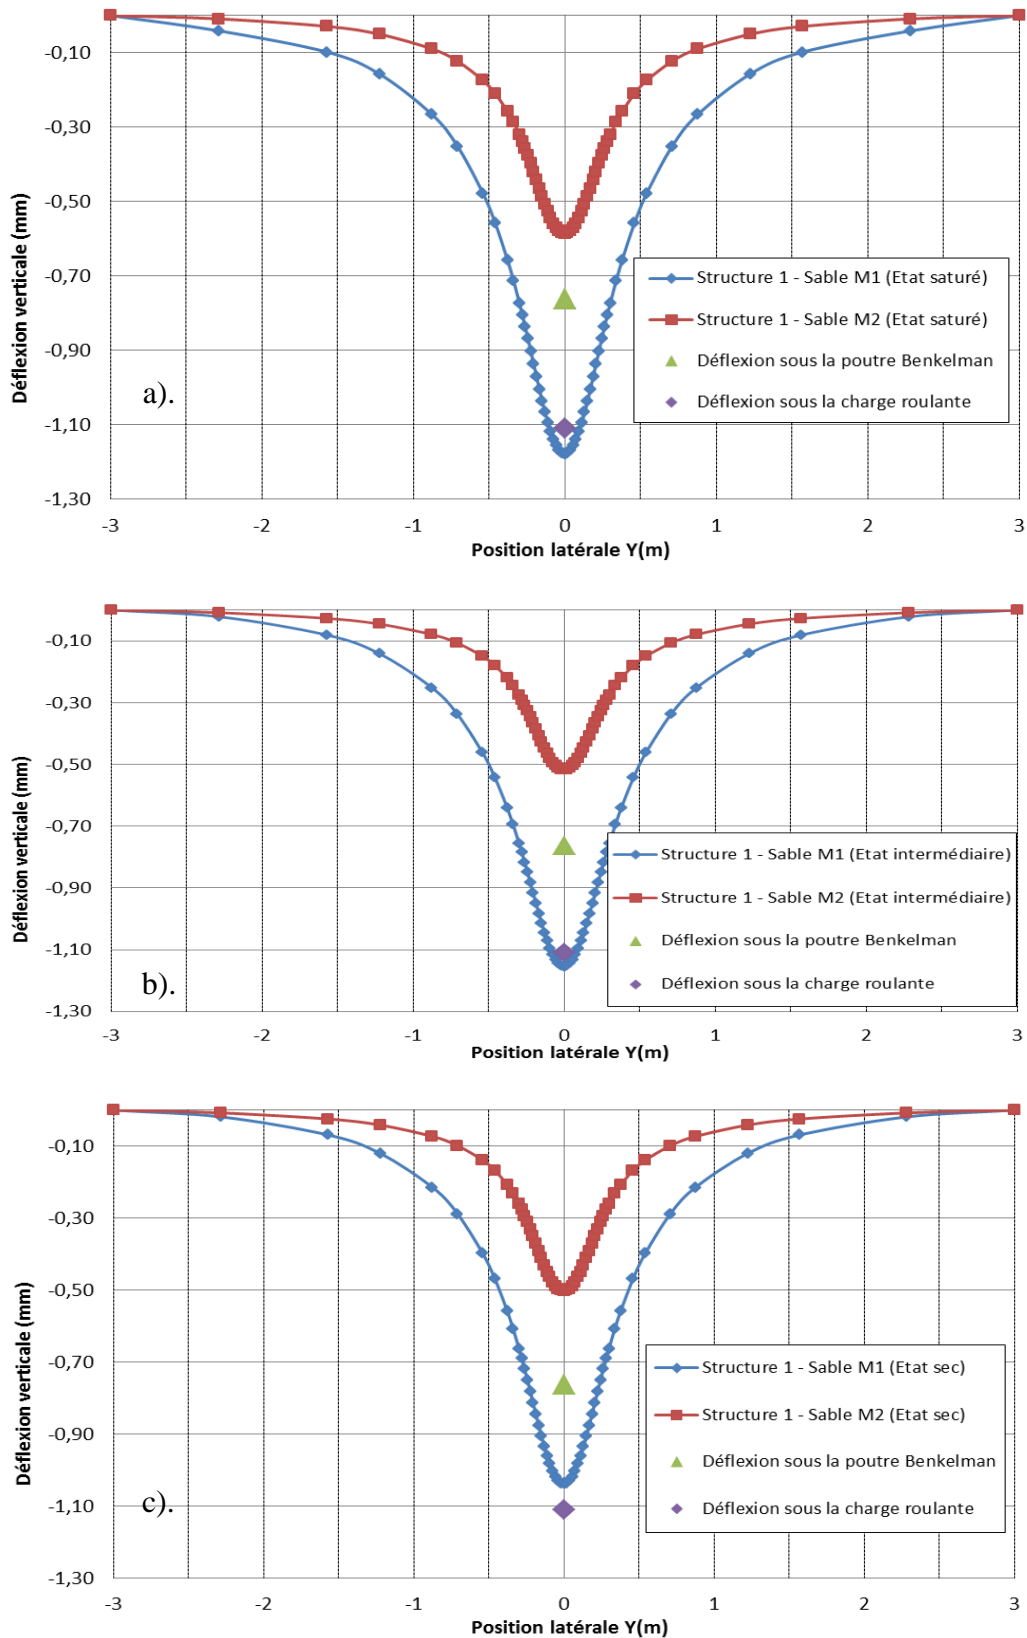 -0,10
-0,30
-0,50
-0,70
-0,90
-1,10
-1,30
Déflexion verticale (mm)
a).
Structure 1 - Sable M1 (Etat saturé)
Structure 1 - Sable M2 (Etat saturé)
Déflexion sous la poutre Benkelman
Déflexion sous la charge roulante
-3 -2 -1 0 1 2 3
Position latérale Y(m)
-0,10
-0,30
-0,50
-0,70
-0,90
-1,10
-1,30
Déflexion verticale (mm)
b).
Structure 1 - Sable M1 (Etat intermédiaire)
Structure 1 - Sable M2 (Etat intermédiaire)
Déflexion sous la poutre Benkelman
Déflexion sous la charge roulante
-3 -2 -1 0 1 2 3
Position latérale Y(m)
-0,10
-0,30
-0,50
-0,70
-0,90
-1,10
-1,30
Déflexion verticale (mm)
c).
Structure 1 - Sable M1 (Etat sec)
Structure 1 - Sable M2 (Etat sec)
Déflexion sous la poutre Benkelman
Déflexion sous la charge roulante
-3 -2 -1 0 1 2 3
Position latérale Y(m)